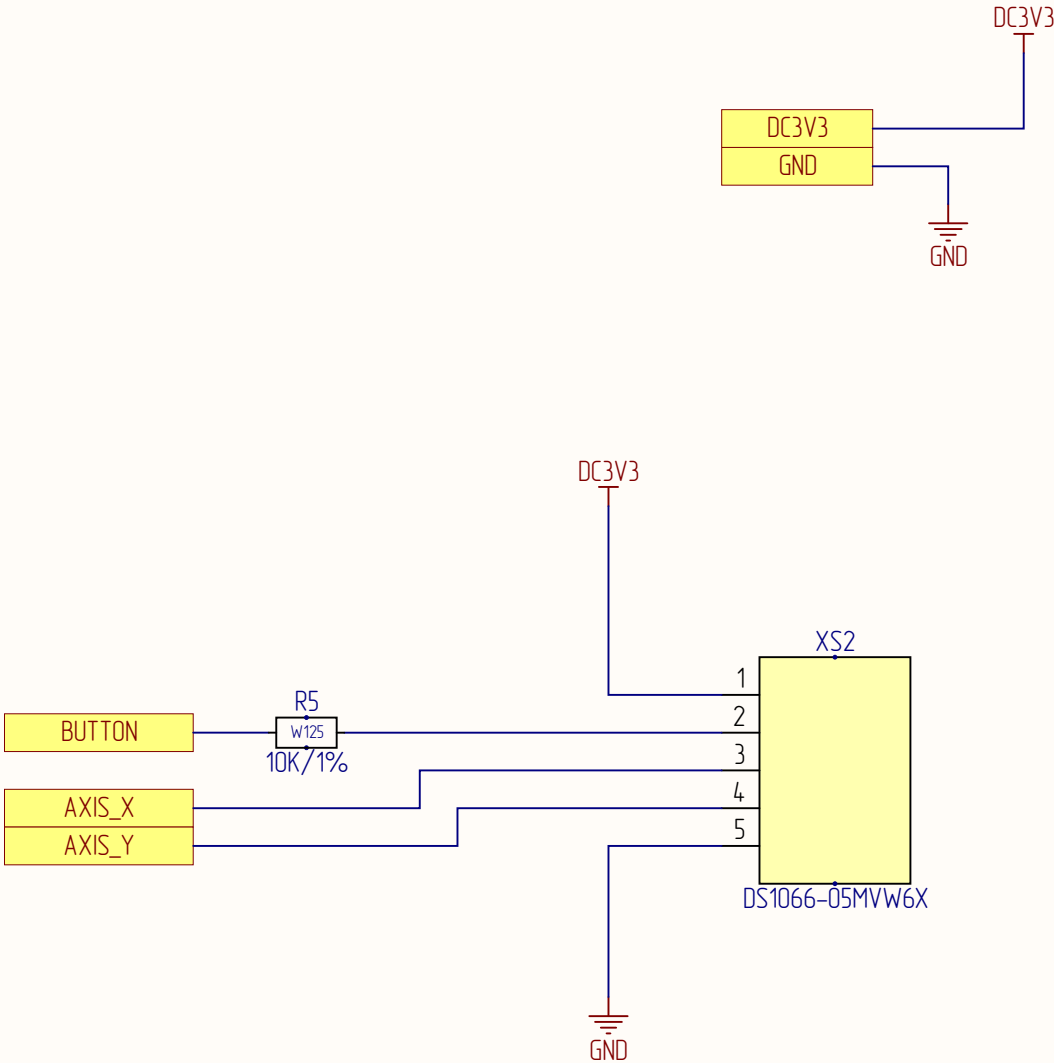 DC3V3
DC3V3
GND
GND
DC3V3
XS2
1
R5
2
BUTTON
W125
10K/1%
3
4
AXIS_X
5
AXIS_Y
DS1066-05MVW6X
GND